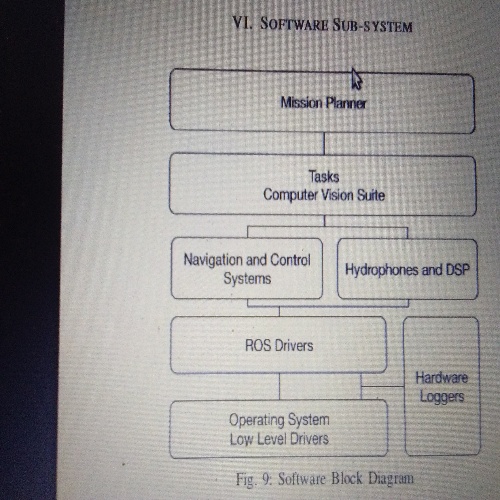 VI. SOFTWARE SUB-SYSTEM
Mission Planner
Tasks
Computer Vision Suite
Navigation and Control
Systems
Hydrophones and DSP
ROS Drivers
Hardware
Loggers
Operating System
Low Level Drivers
Fig. 9: Software Block Diagram